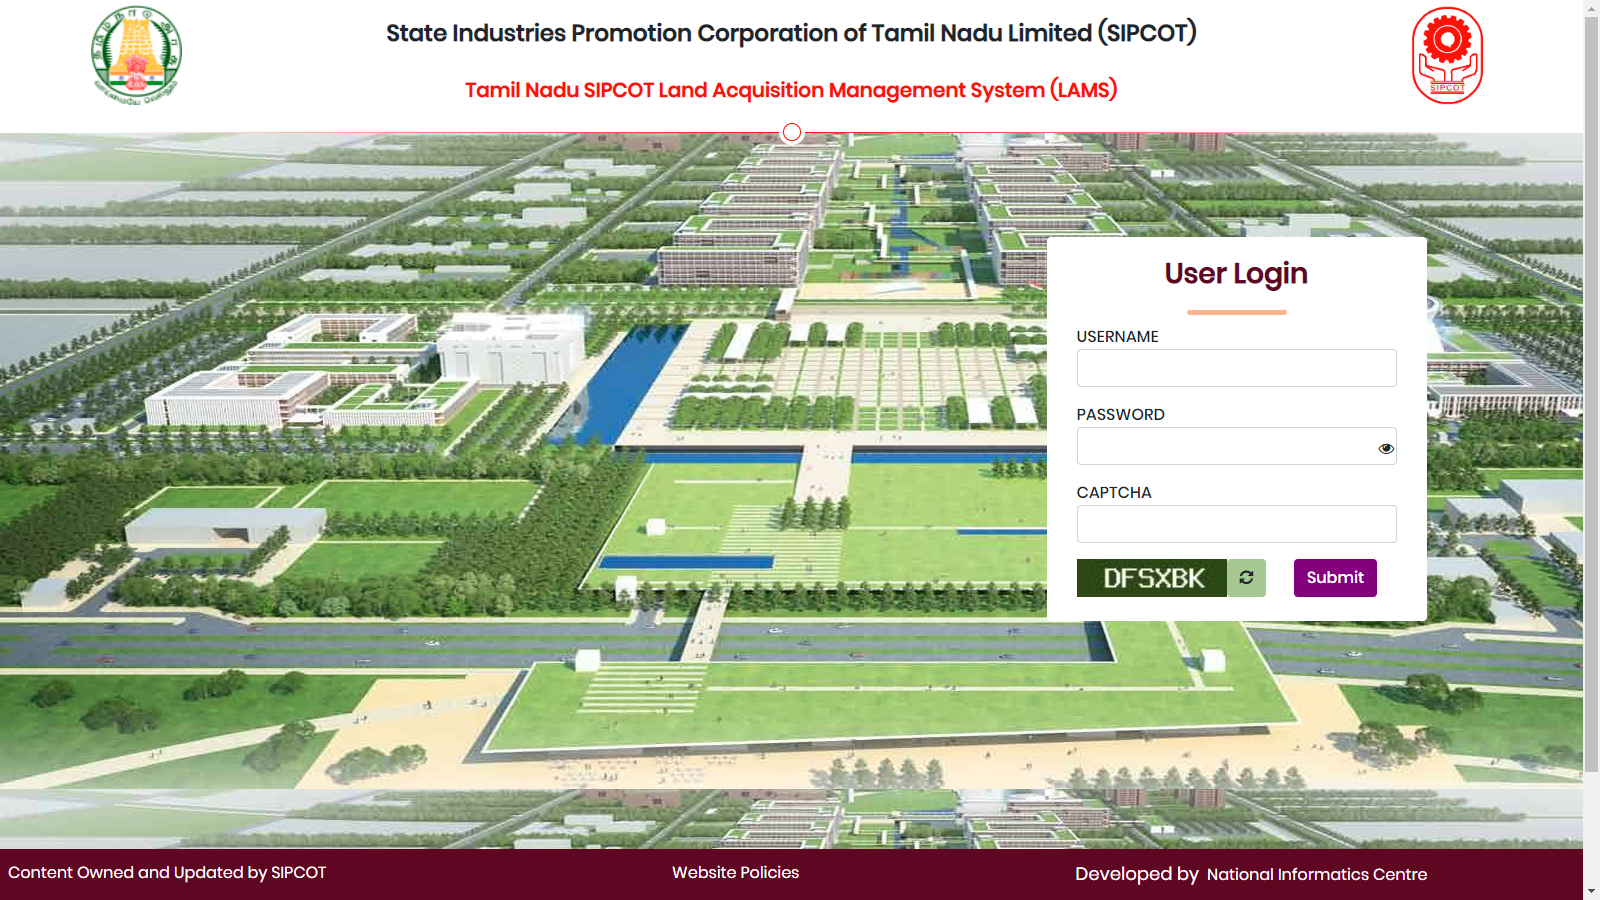 State Industries Promotion Corporation of Tamil Nadu Limited (SIPCOT)
Tamil Nadu SIPCOT Land Acquisition Management System (LAMS)
SIPCOT
User Login
USERNAME
PASSWORD
CAPTCHA
DFSXBK
Submit
Content Owned and Updated by SIPCOT
Website Policies
Developed by National Informatics Centre